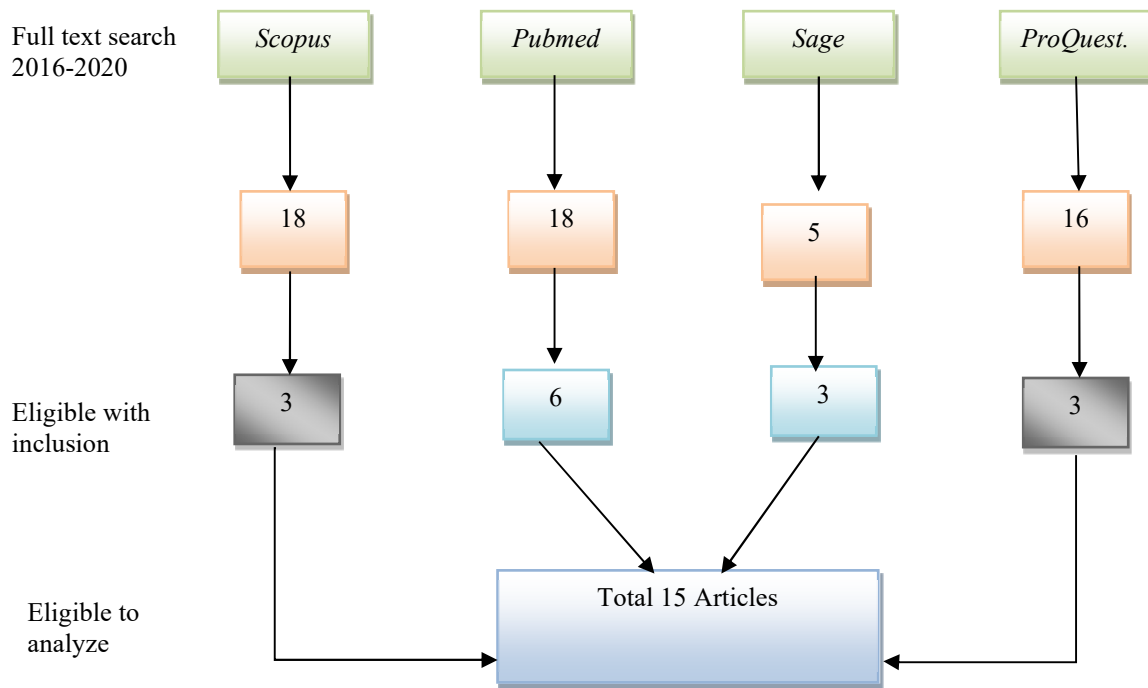 Full text search
2016-2020
Scopus
Pubmed
Sage
ProQuest.
18
18
5
16
Eligible with
inclusion
3
6
3
3
Eligible to
analyze
Total 15 Articles